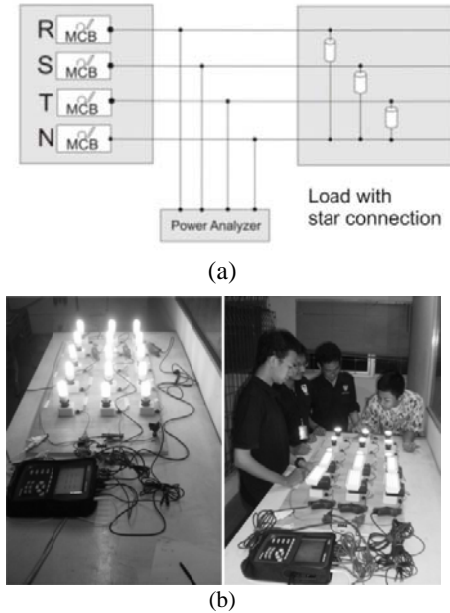 R MCB
S MCB
T MCB
N MCB
Load with
star connection
Power Analyzer
(a)
(b)